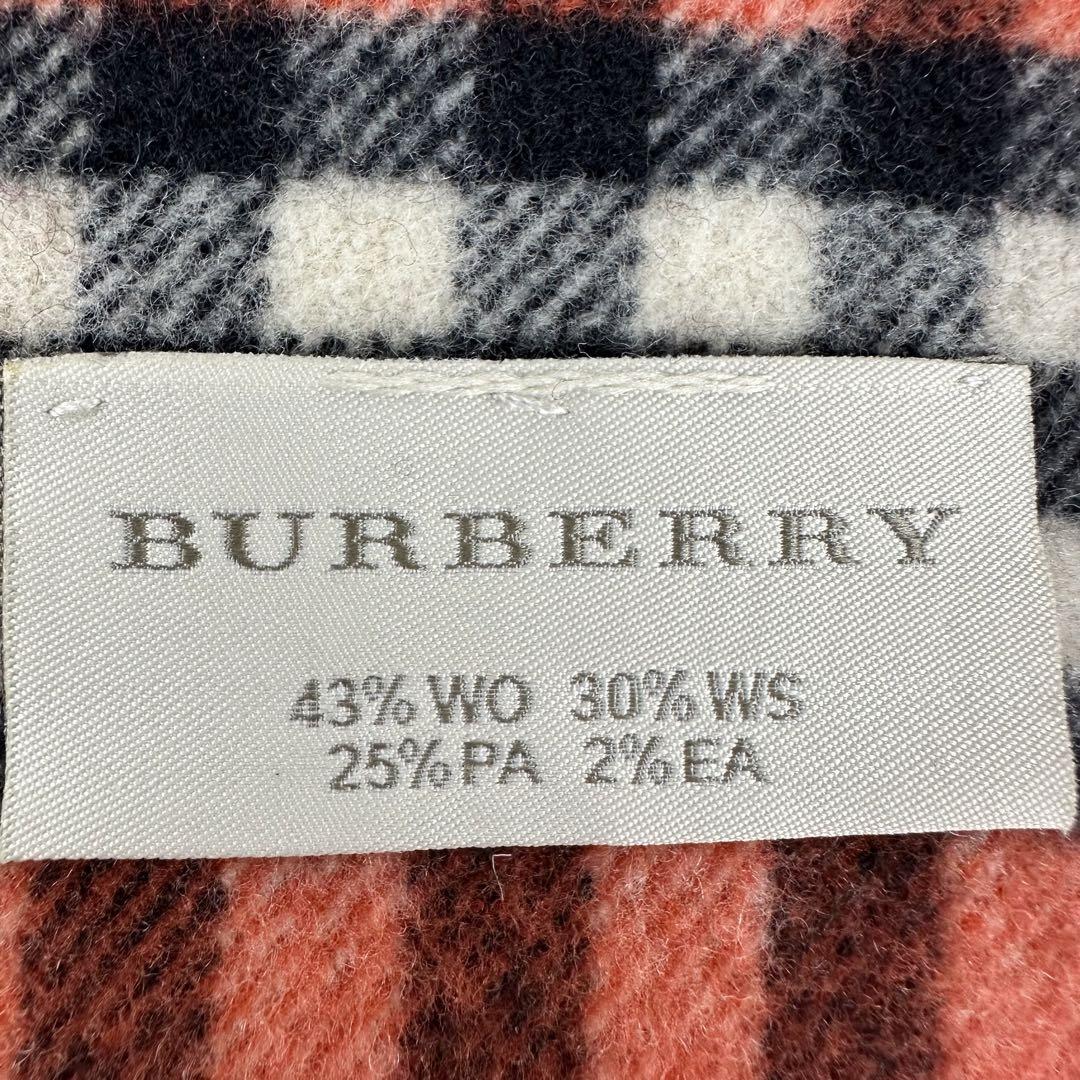 BURBERRY
43% WO 30% WS
25% PA 2% EA